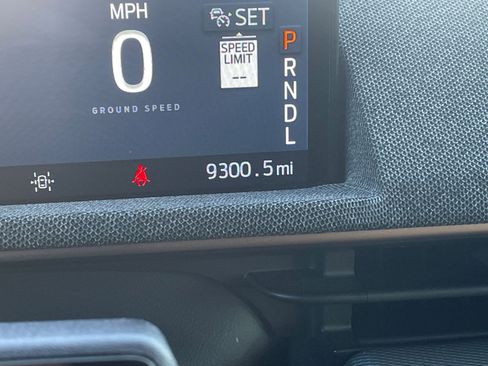 MPH
SET
0
SPEED
LIMIT
--
GROUND SPEED
P
R
N
D
L
9300.5 mi